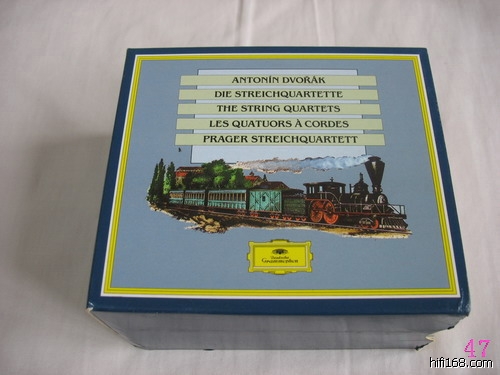 ANTONÍN DVOŘÁK
DIE STREICHQUARTETTE
THE STRING QUARTETS
LES QUATUORS À CORDES
PRAGER STREICHQUARTETT
Deutsche
Grammophon
47
hifi168.com